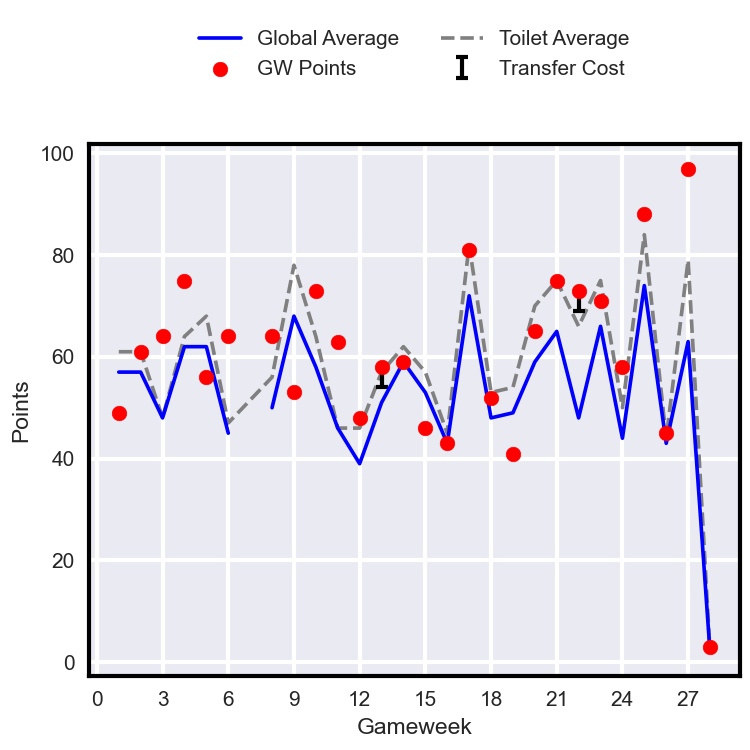 Global Average
Toilet Average
GW Points
Transfer Cost
100
80
60
40
20
0
Points
0 3 6 9 12 15 18 21 24 27
Gameweek